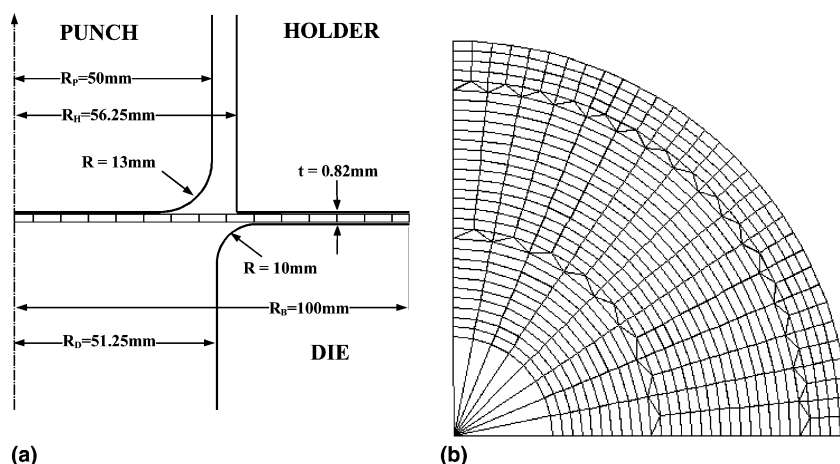 PUNCH
HOLDER
R_P=50mm
R_H=56.25mm
R = 13mm
t = 0.82mm
R = 10mm
R_B=100mm
R_D=51.25mm
DIE
(a)
(b)